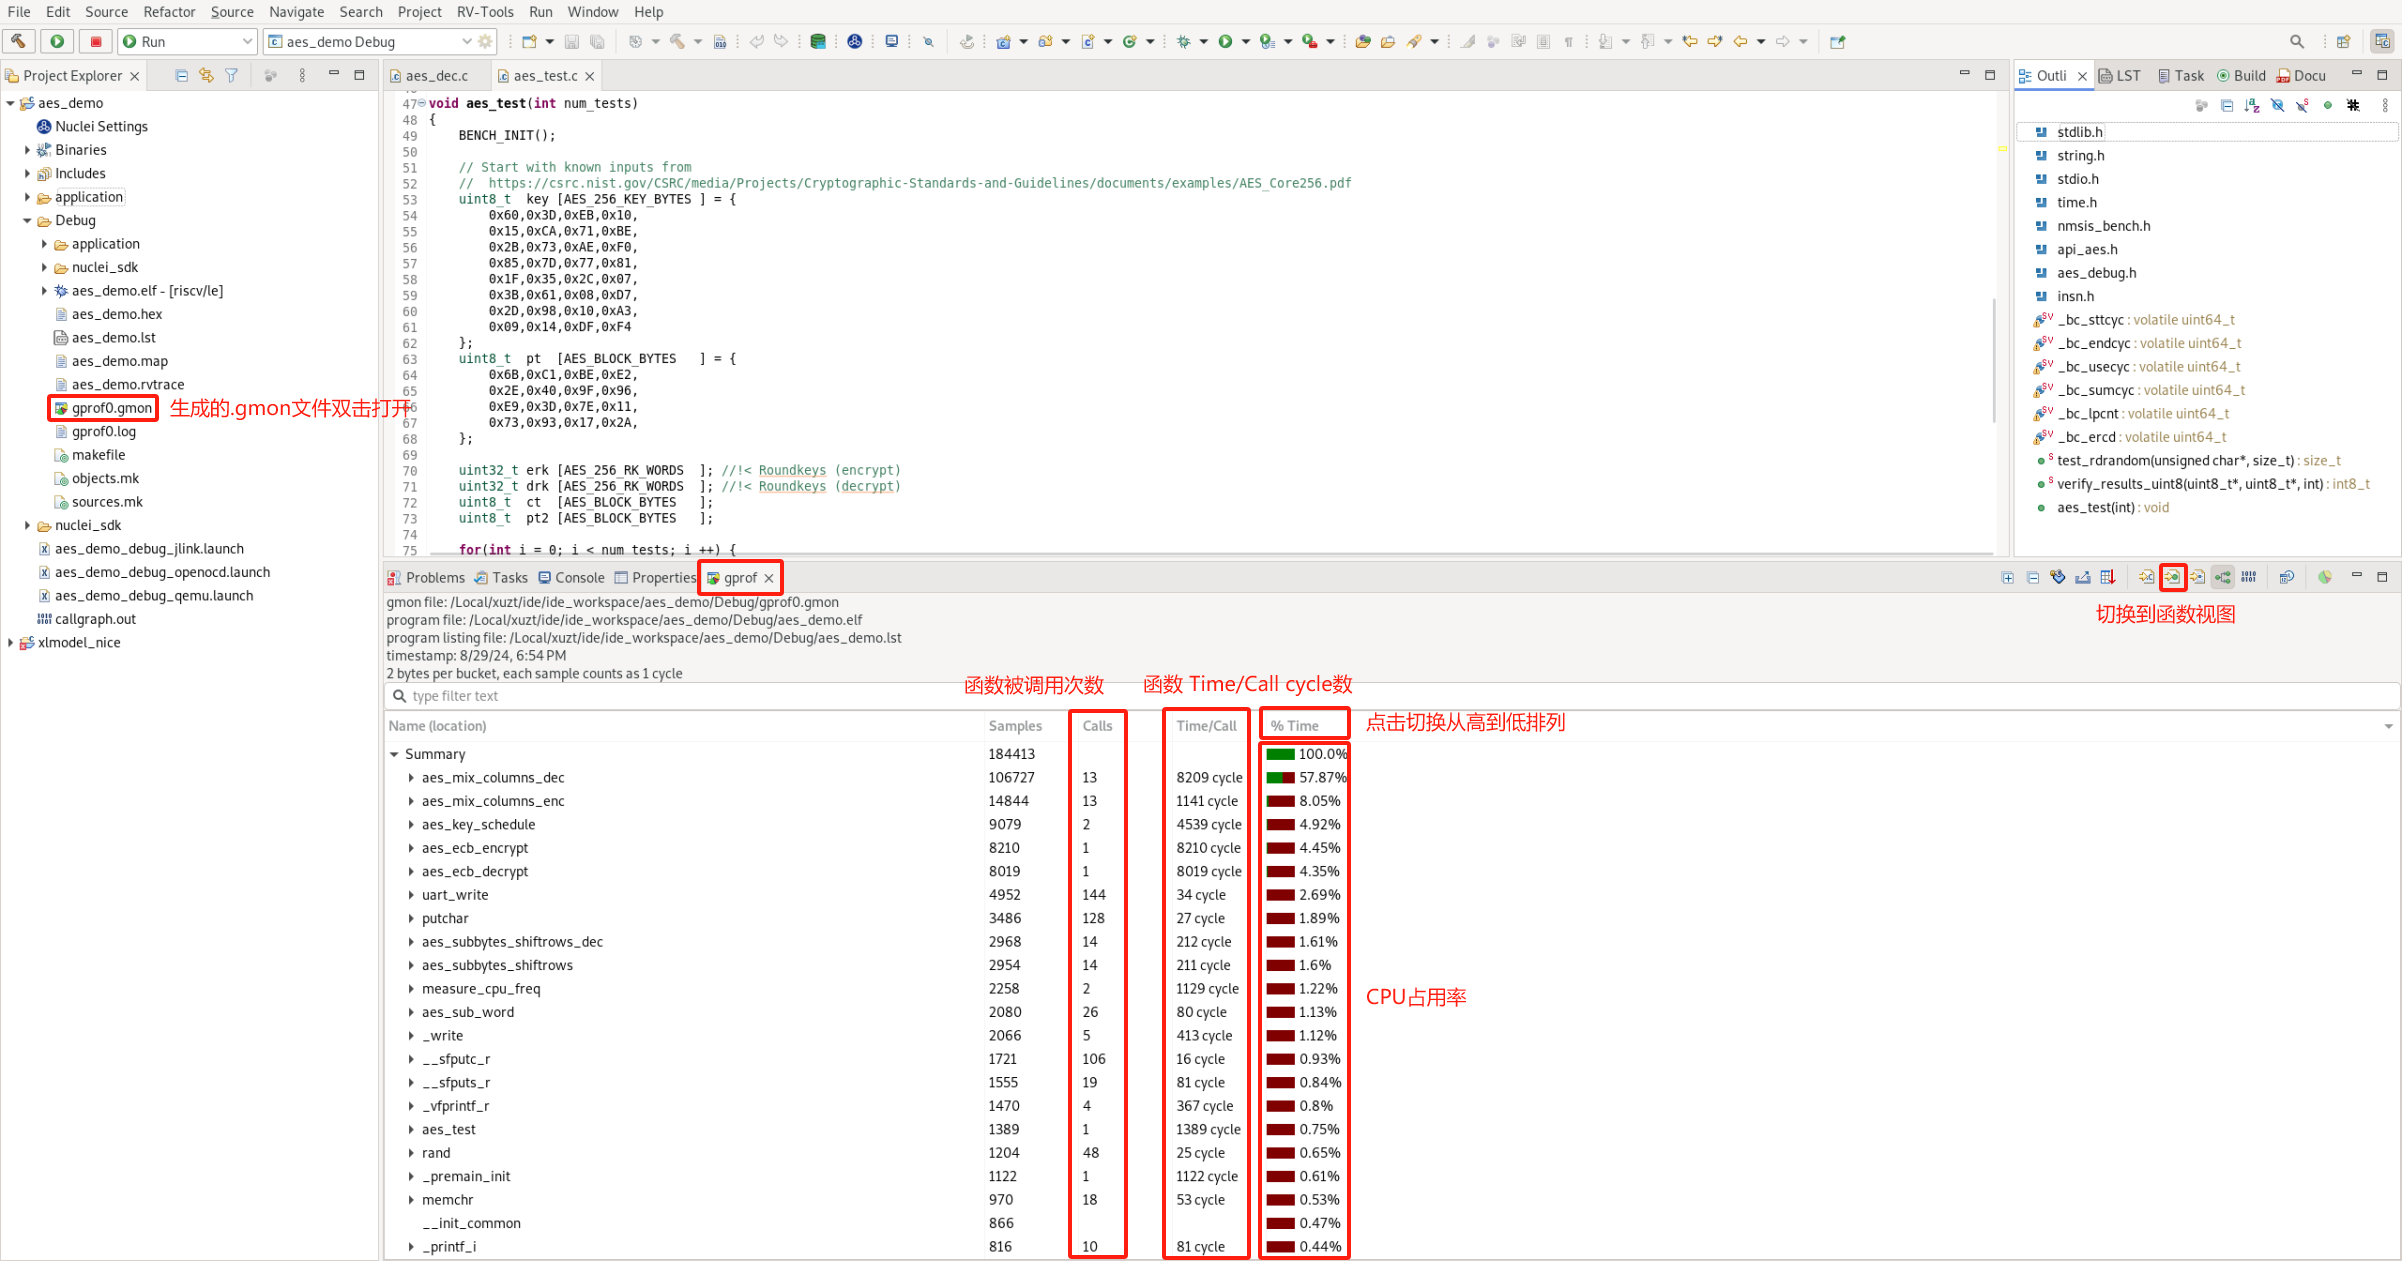 File Edit Source Refactor Source Navigate Search Project RV-Tools Run Window Help
Run aes_demo Debug
Project Explorer
aes_demo
Nuclei Settings
Binaries
Includes
application
Debug
application
nuclei_sdk
aes_demo.elf - [riscv/le]
aes_demo.hex
aes_demo.lst
aes_demo.map
aes_demo.rvtrace
gprof0.gmon 生成的.gmon文件双击打开
gprof0.log
makefile
objects.mk
sources.mk
nuclei_sdk
aes_demo_debug_jlink.launch
aes_demo_debug_openocd.launch
aes_demo_debug_qemu.launch
callgraph.out
xlmodel_nice
aes_dec.c aes_test.c
47 void aes_test(int num_tests)
48 {
49 BENCH_INIT();
50
51 // Start with known inputs from
52 // https://csrc.nist.gov/CSRC/media/Projects/Cryptographic-Standards-and-Guidelines/documents/examples/AES_Core256.pdf
53 uint8_t key [AES_256_KEY_BYTES ] = {
54 0x60,0x3D,0xEB,0x10,
55 0x15,0xCA,0x71,0xBE,
56 0x2B,0x73,0xAE,0xF0,
57 0x85,0x7D,0x77,0x81,
58 0x1F,0x35,0x2C,0x07,
59 0x3B,0x61,0x08,0xD7,
60 0x2D,0x98,0x10,0xA3,
61 0x09,0x14,0xDF,0xF4
62 };
63 uint8_t pt [AES_BLOCK_BYTES ] = {
64 0x6B,0xC1,0xBE,0xE2,
65 0x2E,0x40,0x9F,0x96,
66 0xE9,0x3D,0x7E,0x11,
67 0x73,0x93,0x17,0x2A,
68 };
69
70 uint32_t erk [AES_256_RK_WORDS ]; //!< Roundkeys (encrypt)
71 uint32_t drk [AES_256_RK_WORDS ]; //!< Roundkeys (decrypt)
72 uint8_t ct [AES_BLOCK_BYTES ];
73 uint8_t pt2 [AES_BLOCK_BYTES ];
74
75 for(int i = 0; i < num_tests; i ++) {
Outli LST Task Build Docu
stdlib.h
string.h
stdio.h
time.h
nmsis_bench.h
api_aes.h
aes_debug.h
insn.h
_bc_sttcyc : volatile uint64_t
_bc_endcyc : volatile uint64_t
_bc_usecyc : volatile uint64_t
_bc_sumcyc : volatile uint64_t
_bc_lpcnt : volatile uint64_t
_bc_ercd : volatile uint64_t
test_rdrandom(unsigned char*, size_t) : size_t
verify_results_uint8(uint8_t*, uint8_t*, int) : int8_t
aes_test(int) : void
Problems Tasks Console Properties gprof
切换到函数视图
gmon file: /Local/xuzt/ide/ide_workspace/aes_demo/Debug/gprof0.gmon
program file: /Local/xuzt/ide/ide_workspace/aes_demo/Debug/aes_demo.elf
program listing file: /Local/xuzt/ide/ide_workspace/aes_demo/Debug/aes_demo.lst
timestamp: 8/29/24, 6:54 PM
2 bytes per bucket, each sample counts as 1 cycle
函数被调用次数 函数 Time/Call cycle数
type filter text
Name (location) Samples Calls Time/Call % Time 点击切换从高到低排列
Summary 184413 100.0%
aes_mix_columns_dec 106727 13 8209 cycle 57.87%
aes_mix_columns_enc 14844 13 1141 cycle 8.05%
aes_key_schedule 9079 2 4539 cycle 4.92%
aes_ecb_encrypt 8210 1 8210 cycle 4.45%
aes_ecb_decrypt 8019 1 8019 cycle 4.35%
uart_write 4952 144 34 cycle 2.69%
putchar 3486 128 27 cycle 1.89%
aes_subbytes_shiftrows_dec 2968 14 212 cycle 1.61%
aes_subbytes_shiftrows 2954 14 211 cycle 1.6%
measure_cpu_freq 2258 2 1129 cycle 1.22%
CPU占用率
aes_sub_word 2080 26 80 cycle 1.13%
_write 2066 5 413 cycle 1.12%
__sfputc_r 1721 106 16 cycle 0.93%
__sfputs_r 1555 19 81 cycle 0.84%
_vfprintf_r 1470 4 367 cycle 0.8%
aes_test 1389 1 1389 cycle 0.75%
rand 1204 48 25 cycle 0.65%
_premain_init 1122 1 1122 cycle 0.61%
memchr 970 18 53 cycle 0.53%
__init_common 866 0.47%
_printf_i 816 10 81 cycle 0.44%